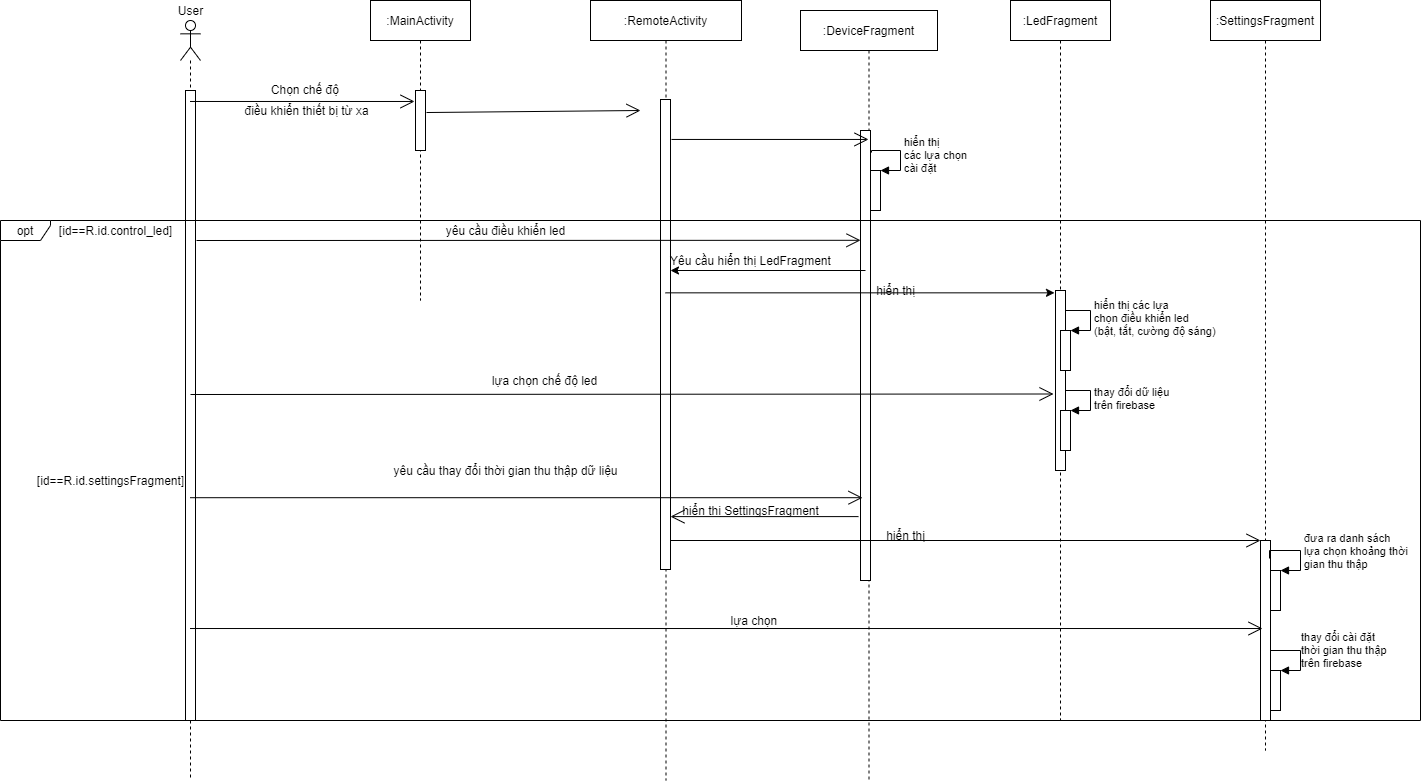 User
:MainActivity
:RemoteActivity
:DeviceFragment
:LedFragment
:SettingsFragment
Chọn chế độ
điều khiển thiết bị từ xa
hiển thị
các lựa chọn
cài đặt
opt
[id==R.id.control_led]
yêu cầu điều khiển led
Yêu cầu hiển thị LedFragment
hiển thị
hiển thị các lựa
chọn điều khiển led
(bật, tắt, cường độ sáng)
lựa chọn chế độ led
thay đổi dữ liệu
trên firebase
[id==R.id.settingsFragment]
yêu cầu thay đổi thời gian thu thập dữ liệu
hiển thi SettingsFragment
hiển thị
đưa ra danh sách
lựa chọn khoảng thời
gian thu thập
lựa chọn
thay đổi cài đặt
thời gian thu thập
trên firebase